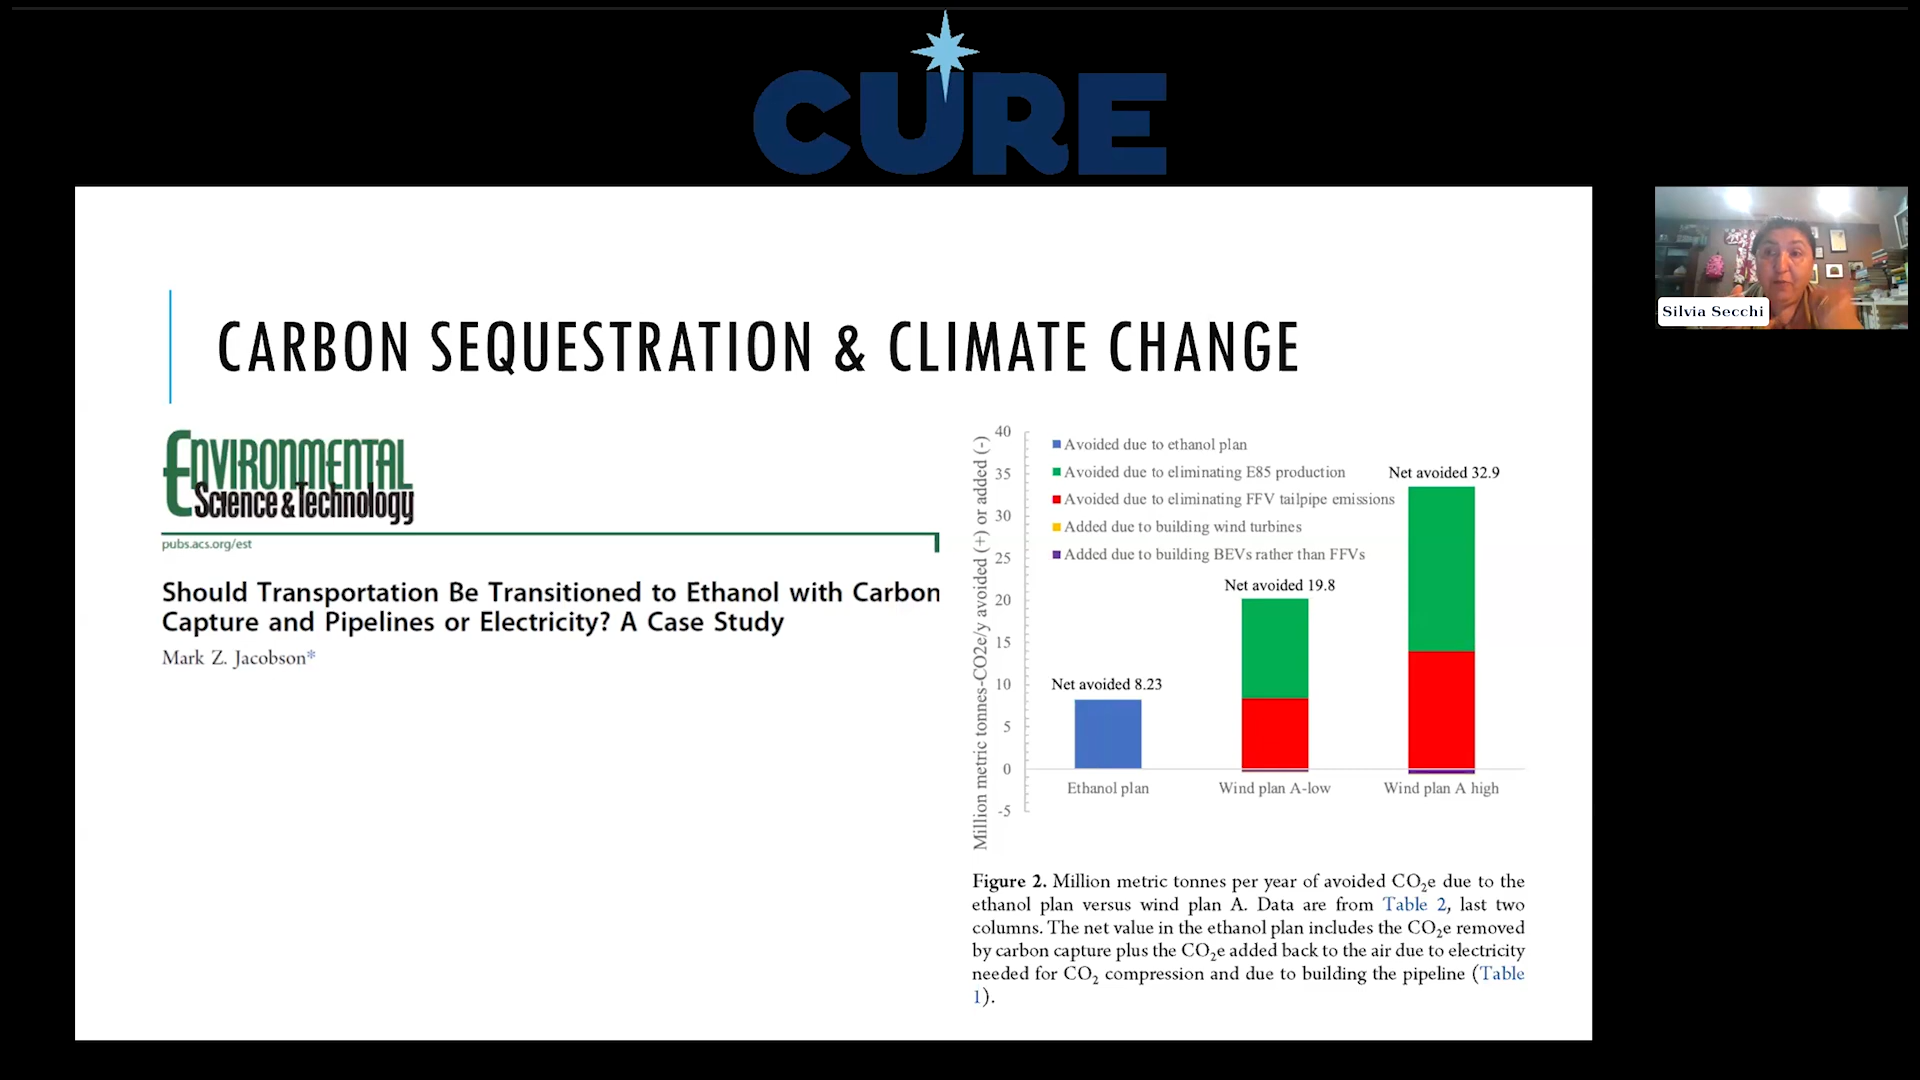 CURE
Silvia Secchi
CARBON SEQUESTRATION & CLIMATE CHANGE
ENVIRONMENTAL
Science & Technology
pubs.acs.org/est
Should Transportation Be Transitioned to Ethanol with Carbon
Capture and Pipelines or Electricity? A Case Study
Mark Z. Jacobson*
Million metric tonnes-CO2e/y avoided (+) or added (-)
40
35
30
25
20
15
10
5
0
-5
Avoided due to ethanol plan
Avoided due to eliminating E85 production
Avoided due to eliminating FFV tailpipe emissions
Added due to building wind turbines
Added due to building BEVs rather than FFVs
Net avoided 8.23
Net avoided 19.8
Net avoided 32.9
Ethanol plan
Wind plan A-low
Wind plan A high
Figure 2. Million metric tonnes per year of avoided CO₂e due to the
ethanol plan versus wind plan A. Data are from Table 2, last two
columns. The net value in the ethanol plan includes the CO₂e removed
by carbon capture plus the CO₂e added back to the air due to electricity
needed for CO₂ compression and due to building the pipeline (Table
1).